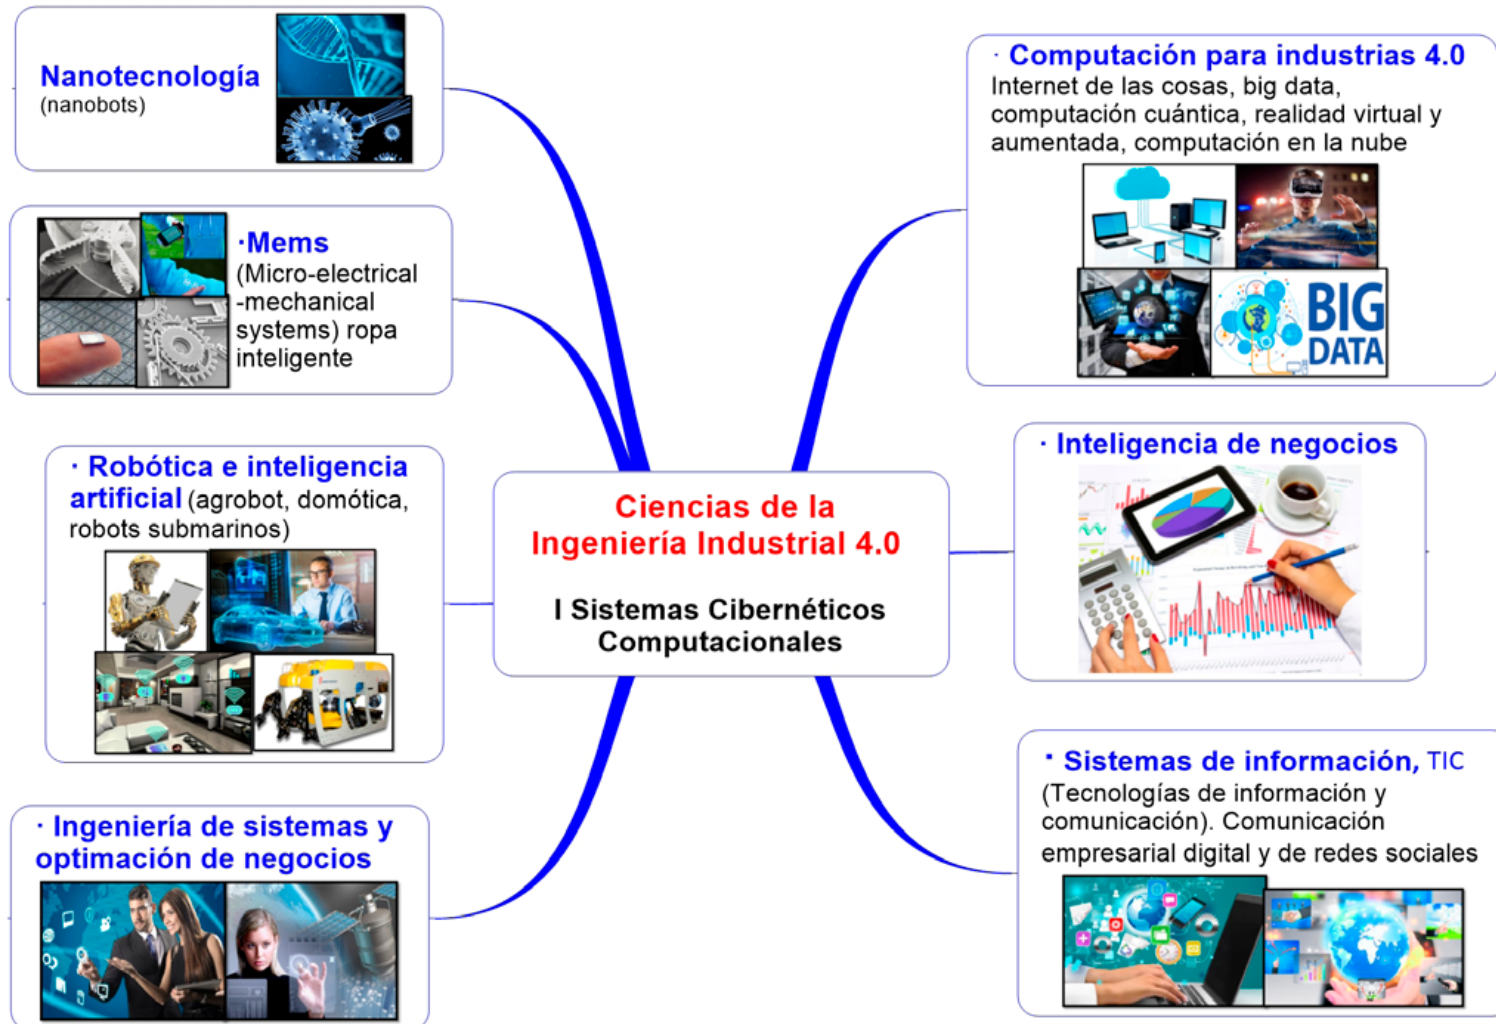 Nanotecnología
(nanobots)
·Mems
(Micro-electrical
-mechanical
systems) ropa
inteligente
· Robótica e inteligencia
artificial (agrobot, domótica,
robots submarinos)
· Ingeniería de sistemas y
optimación de negocios
Ciencias de la
Ingeniería Industrial 4.0
I Sistemas Cibernéticos
Computacionales
· Computación para industrias 4.0
Internet de las cosas, big data,
computación cuántica, realidad virtual y
aumentada, computación en la nube
BIG
DATA
· Inteligencia de negocios
· Sistemas de información, TIC
(Tecnologías de información y
comunicación). Comunicación
empresarial digital y de redes sociales